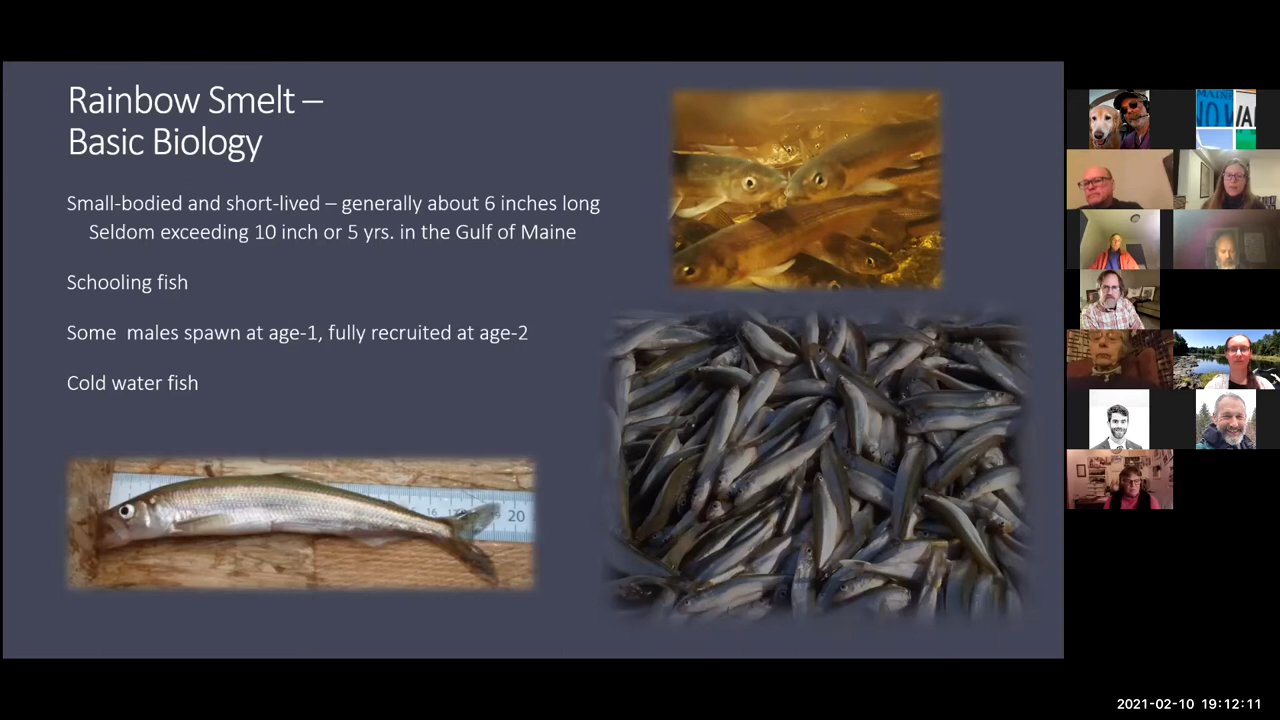 Rainbow Smelt –
Basic Biology
Small-bodied and short-lived – generally about 6 inches long
Seldom exceeding 10 inch or 5 yrs. in the Gulf of Maine
Schooling fish
Some males spawn at age-1, fully recruited at age-2
Cold water fish
16
20
MAINE
2021-02-10 19:12:11